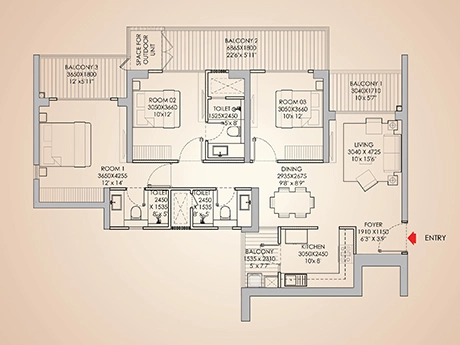 SPACE FOR
OUTDOOR
UNIT
BALCONY 2
6865X1800
22'6"X5'11"
BALCONY 3
3650X1800
12' x5'11"
BALCONY 1
3040X1710
10'x 5'7"
ROOM 02
3050X3660
10'x12'
TOILET
1525X2450
5'x 8'
ROOM 03
3050X3660
10'x12'
LIVING
3040 X 4725
10'x 15'6"
ROOM 1
3650X4255
12' x 14'
DINING
2935X2675
9'8" x 8'9"
TOILET
2450
X
1535
8'x 5'
TOILET
2450
X
1535
8'x 5'
FOYER
1910 X1150
6'3" X 3'9"
ENTRY
BALCONY
1535 x 2310
5' x 7'7"
KITCHEN
3050X2450
10'x 8'